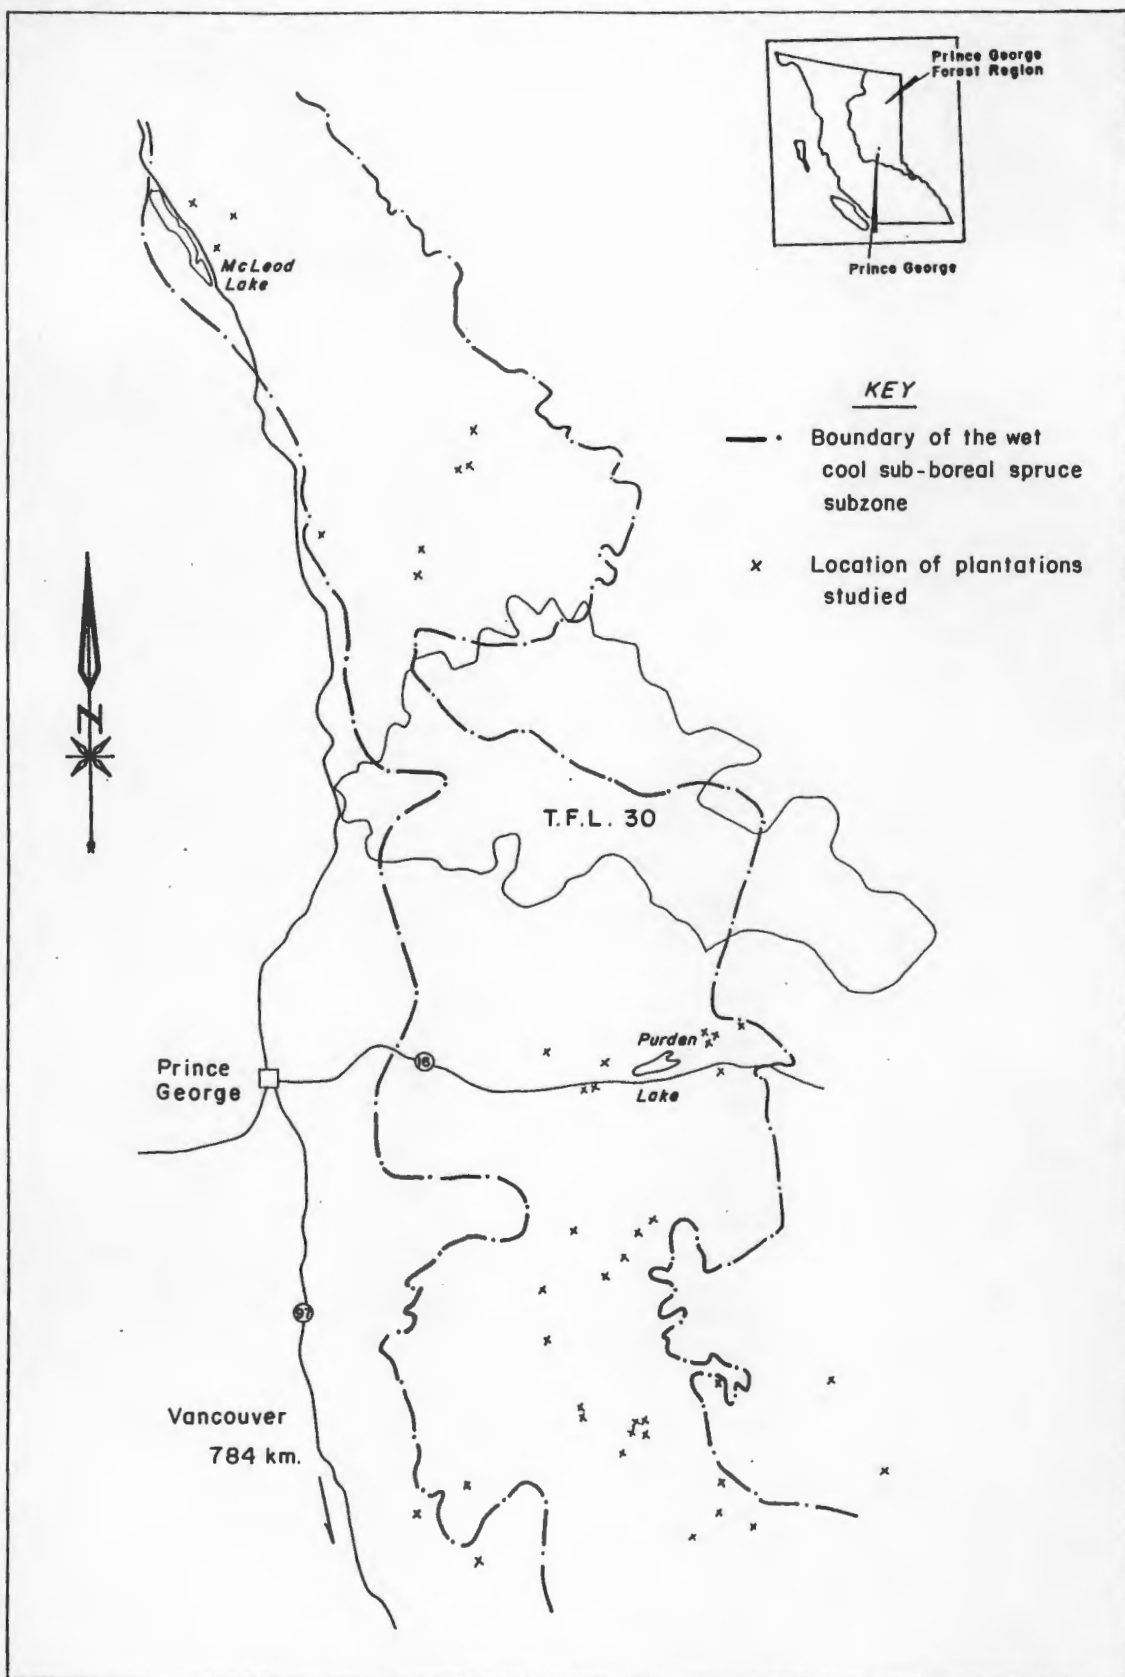 Prince George
Forest Region
Prince George
McLeod
Lake
KEY
Boundary of the wet
cool sub-boreal spruce
subzone
x Location of plantations
studied
N
T.F.L. 30
Purden
Lake
16
Prince
George
97
Vancouver
784 km.